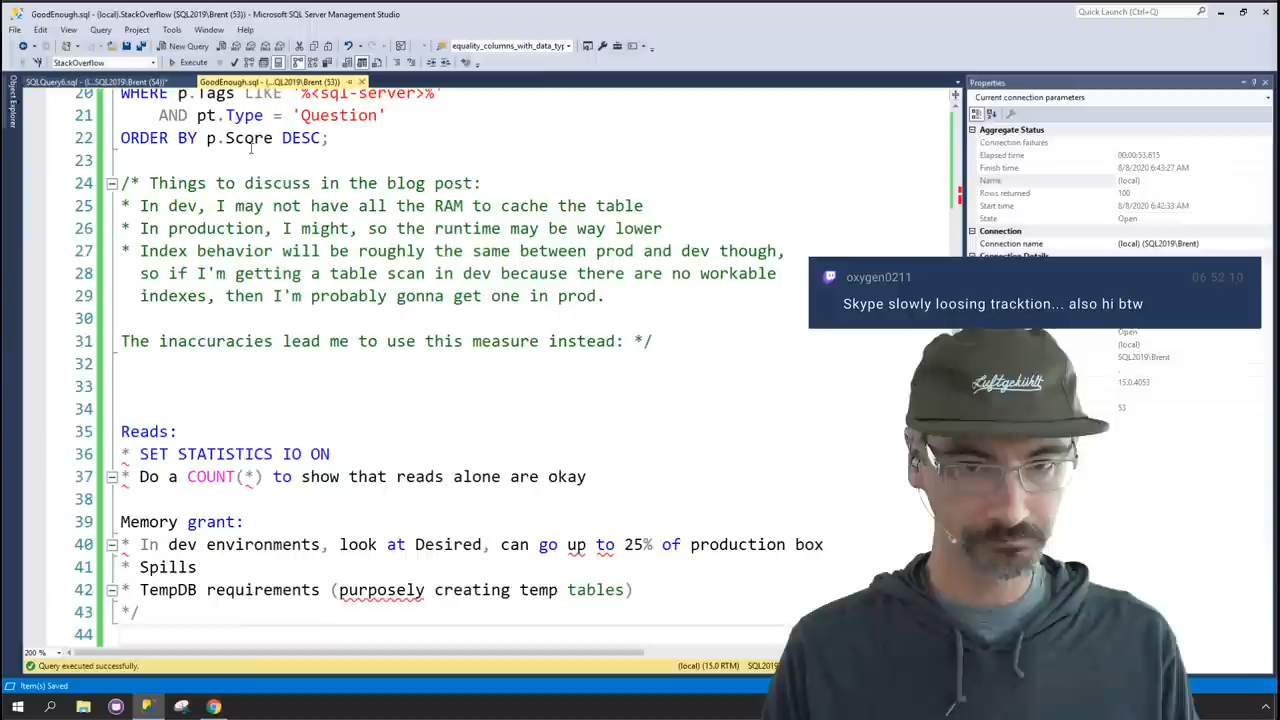 GoodEnough.sql - (local).StackOverflow (SQL2019\Brent (53)) - Microsoft SQL Server Management Studio
Quick Launch (Ctrl+Q)
File Edit View Query Project Tools Window Help
New Query
equality_columns_with_data_typ
StackOverflow
Execute
Object Explorer
SQLQuery6.sql - (l...SQL2019\Brent (54))*
GoodEnough.sql - (l...QL2019\Brent (53))
20 WHERE p.Tags LIKE '%<sql-server>%'
21 AND pt.Type = 'Question'
22 ORDER BY p.Score DESC;
23
24 /* Things to discuss in the blog post:
25 * In dev, I may not have all the RAM to cache the table
26 * In production, I might, so the runtime may be way lower
27 * Index behavior will be roughly the same between prod and dev though,
28 so if I'm getting a table scan in dev because there are no workable
29 indexes, then I'm probably gonna get one in prod.
30
31 The inaccuracies lead me to use this measure instead: */
32
33
34
35 Reads:
36 * SET STATISTICS IO ON
37 * Do a COUNT(*) to show that reads alone are okay
38
39 Memory grant:
40 * In dev environments, look at Desired, can go up to 25% of production box
41 * Spills
42 * TempDB requirements (purposely creating temp tables)
43 */
44
200 %
Query executed successfully.
(local) (15.0 RTM)
SQL2019
Item(s) Saved
Properties
Current connection parameters
Aggregate Status
Connection failures
Elapsed time 00:00:53.615
Finish time 8/8/2020 6:43:27 AM
Name (local)
Rows returned 100
Start time 8/8/2020 6:42:33 AM
State Open
Connection
Connection name (local) (SQL2019\Brent)
oxygen0211 06:52:10
Skype slowly loosing tracktion... also hi btw
Open
(local)
SQL2019\Brent
15.0.4053
53
Luftgekühlt